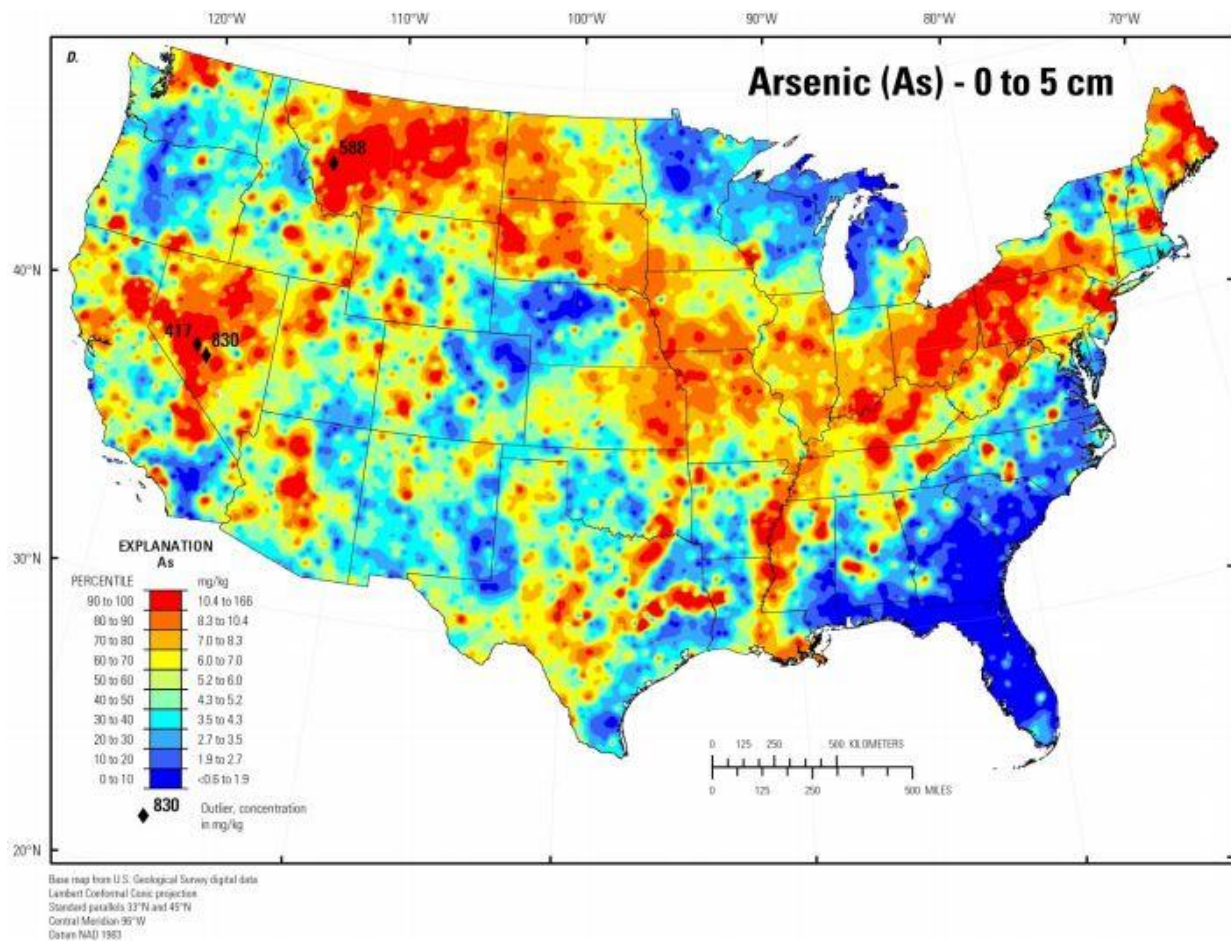 120°W 110°W 100°W 90°W 80°W 70°W
D.
Arsenic (As) - 0 to 5 cm
588
40°N
417
830
30°N
EXPLANATION
As
PERCENTILE mg/kg
90 to 100 10.4 to 166
80 to 90 8.3 to 10.4
70 to 80 7.0 to 8.3
60 to 70 6.0 to 7.0
50 to 60 5.2 to 6.0
40 to 50 4.3 to 5.2
30 to 40 3.5 to 4.3
20 to 30 2.7 to 3.5
10 to 20 1.9 to 2.7
0 to 10 <0.6 to 1.9
830 Outlier, concentration
in mg/kg
0 125 250 500 KILOMETERS
0 125 250 500 MILES
20°N
Base map from U.S. Geological Survey digital data
Lambert Conformal Conic projection
Standard parallels 33°N and 45°N
Central Meridian 96°W
Datum NAD 1983